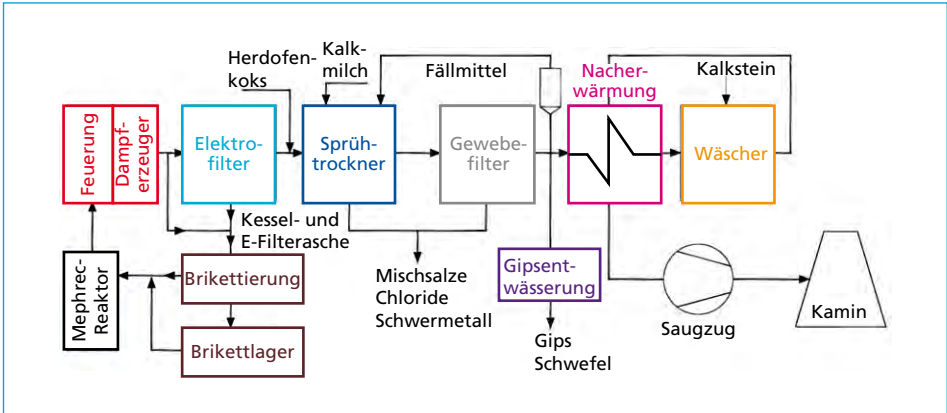 Herdofen-
koks
Kalk-
milch
Fällmittel
Nacher-
wärmung
Kalkstein
Feuerung
Dampf-
erzeuger
Elektro-
filter
Sprüh-
trockner
Gewebe-
filter
Wäscher
Kessel- und
E-Filterasche
Mephrec-
Reaktor
Brikettierung
Brikettlager
Mischsalze
Chloride
Schwermetall
Gipsent-
wässerung
Gips
Schwefel
Saugzug
Kamin